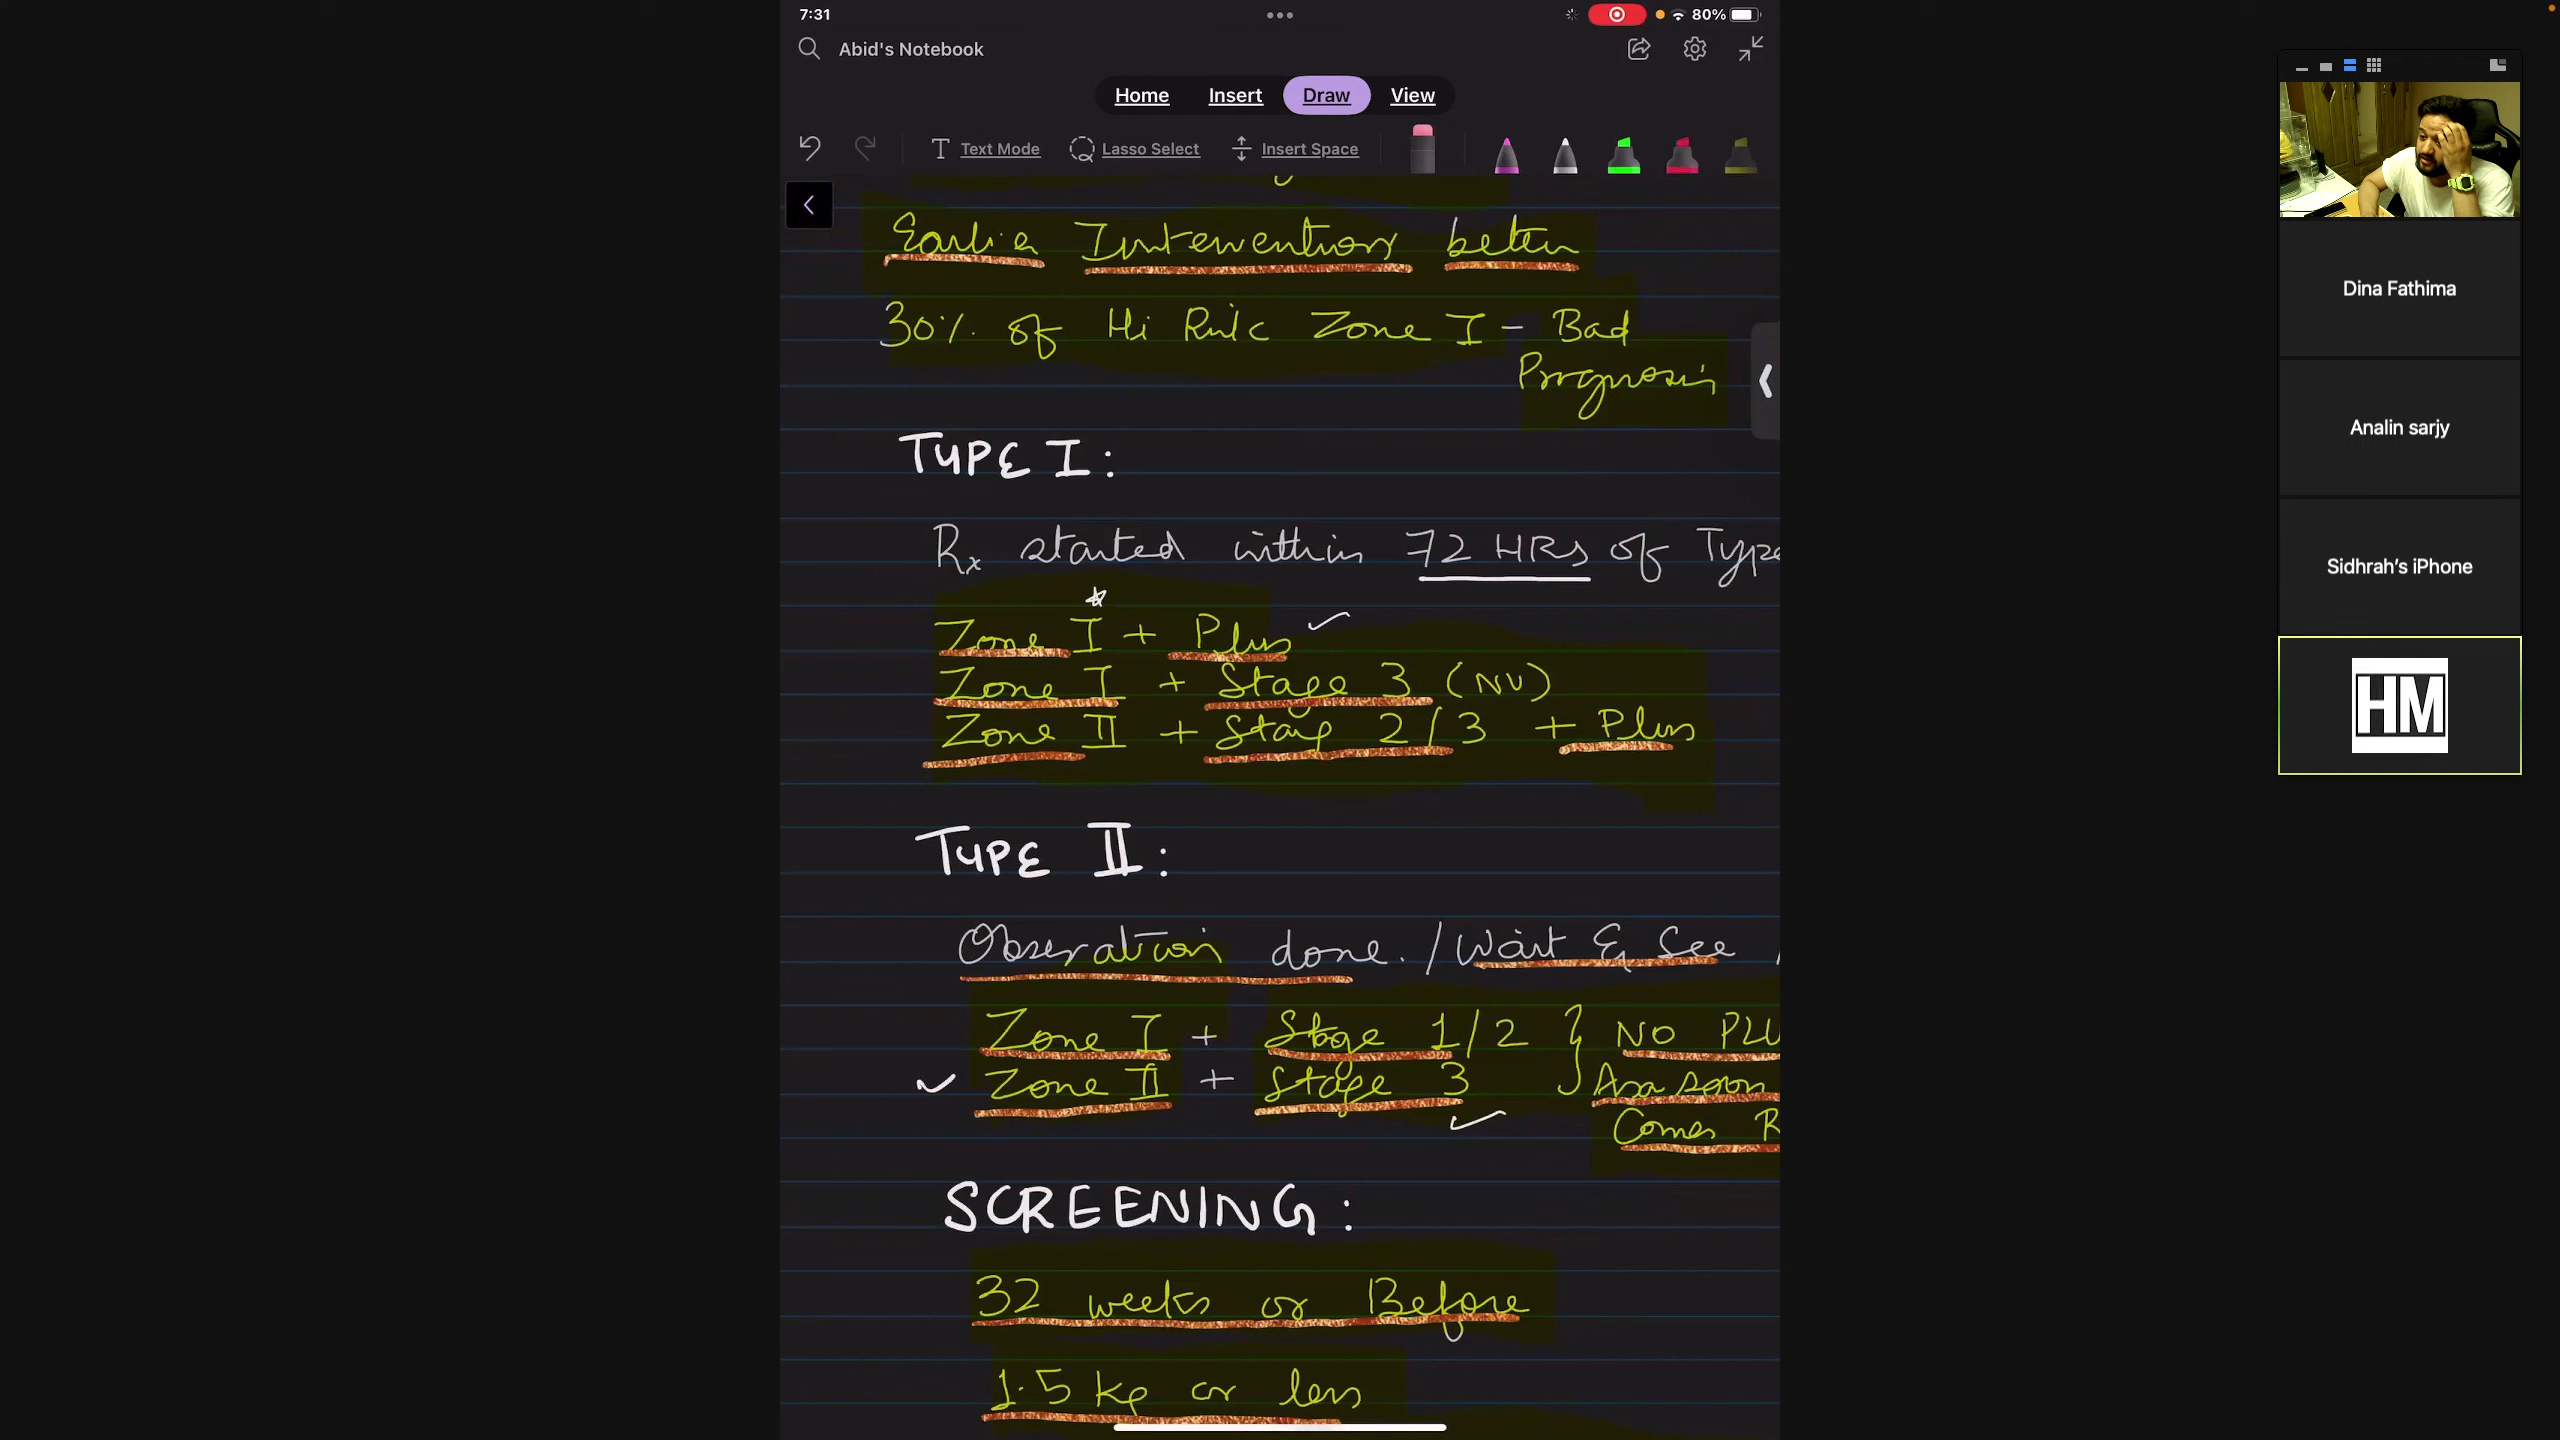 7:31
80%
Abid's Notebook
Home Insert Draw View
Text Mode Lasso Select Insert Space
Earlier Intervention better
30% of Hi Risk Zone I - Bad
Prognosis
TYPE I:
Rx started within 72 HRs of Type
Zone I + Plus
Zone I + Stage 3 (NV)
Zone II + Stage 2/3 + Plus
TYPE II:
Observation done. / Wait & See
Zone I + Stage 1/2 } NO PLU
Zone II + Stage 3 As a soon
Comes R
SCREENING:
32 weeks or Before
1.5 kg or less
Dina Fathima
Analin sarjy
Sidhrah's iPhone
HM